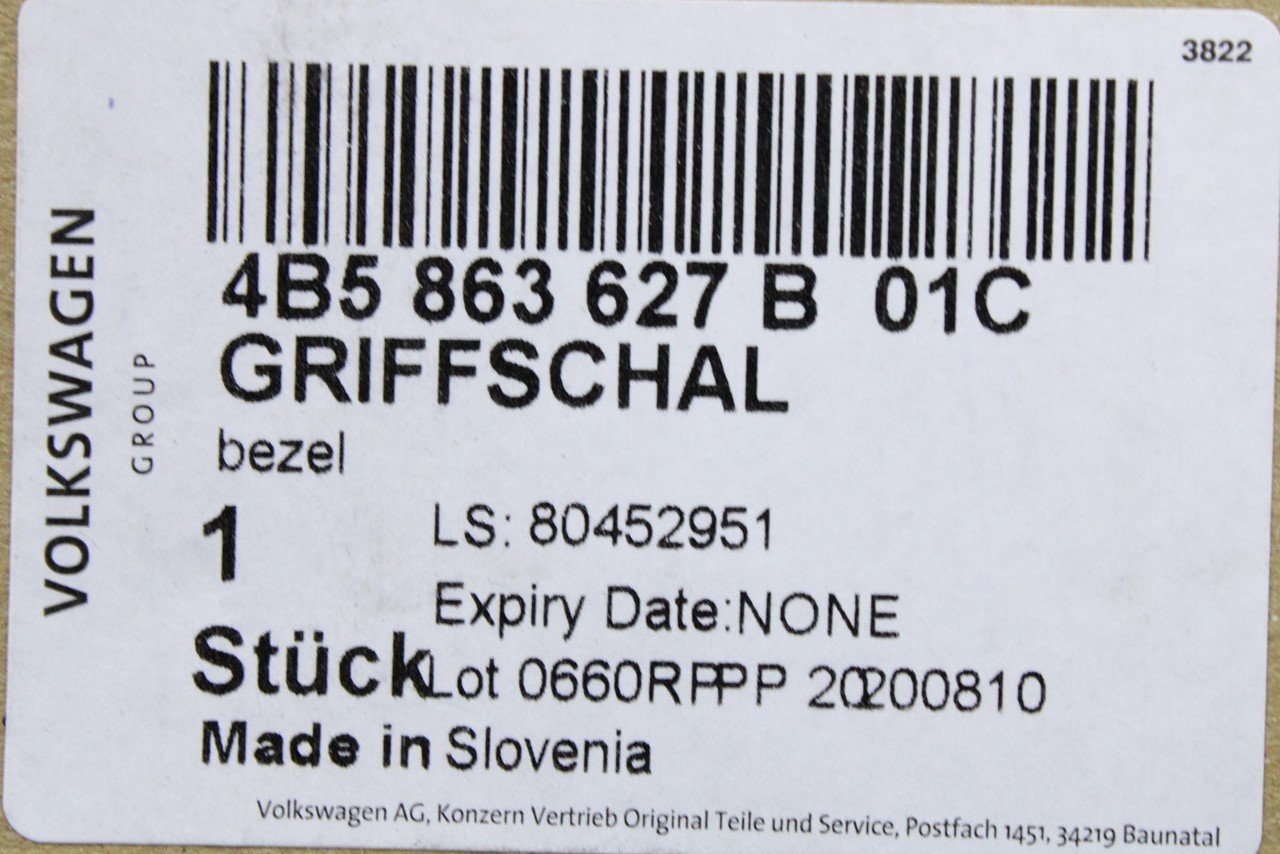 3822
VOLKSWAGEN
GROUP
4B5 863 627 B 01C
GRIFFSCHAL
bezel
1
LS: 80452951
Expiry Date:NONE
Stück
Lot 0660RPPPP 20200810
Made in Slovenia
Volkswagen AG, Konzern Vertrieb Original Teile und Service, Postfach 1451, 34219 Baunatal